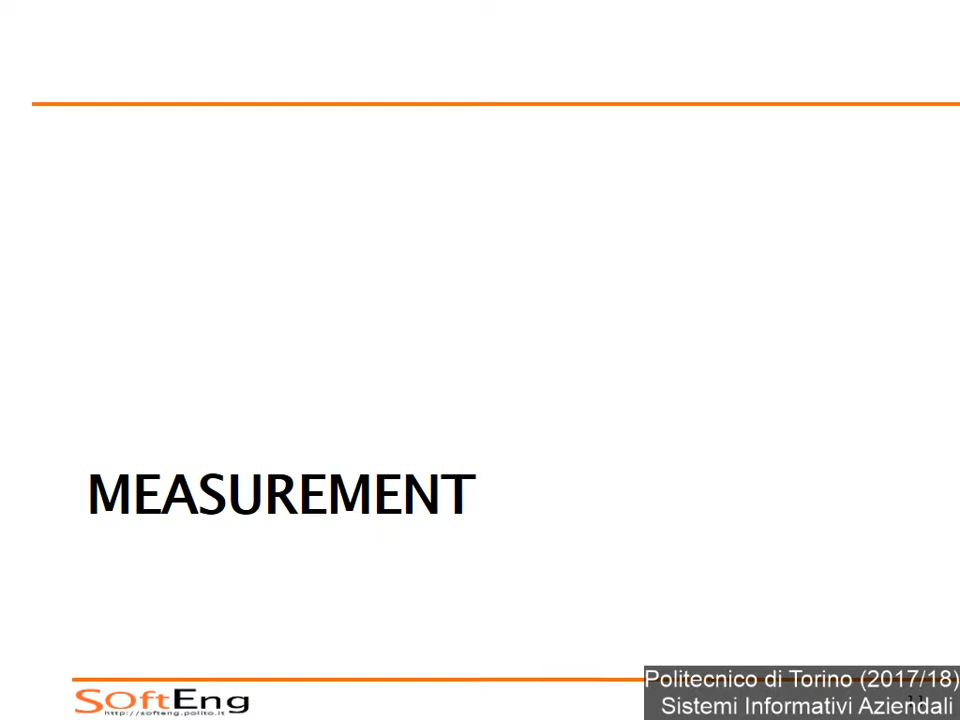 MEASUREMENT
SoftEng
http://softeng.polito.it
Politecnico di Torino (2017/18)
Sistemi Informativi Aziendali